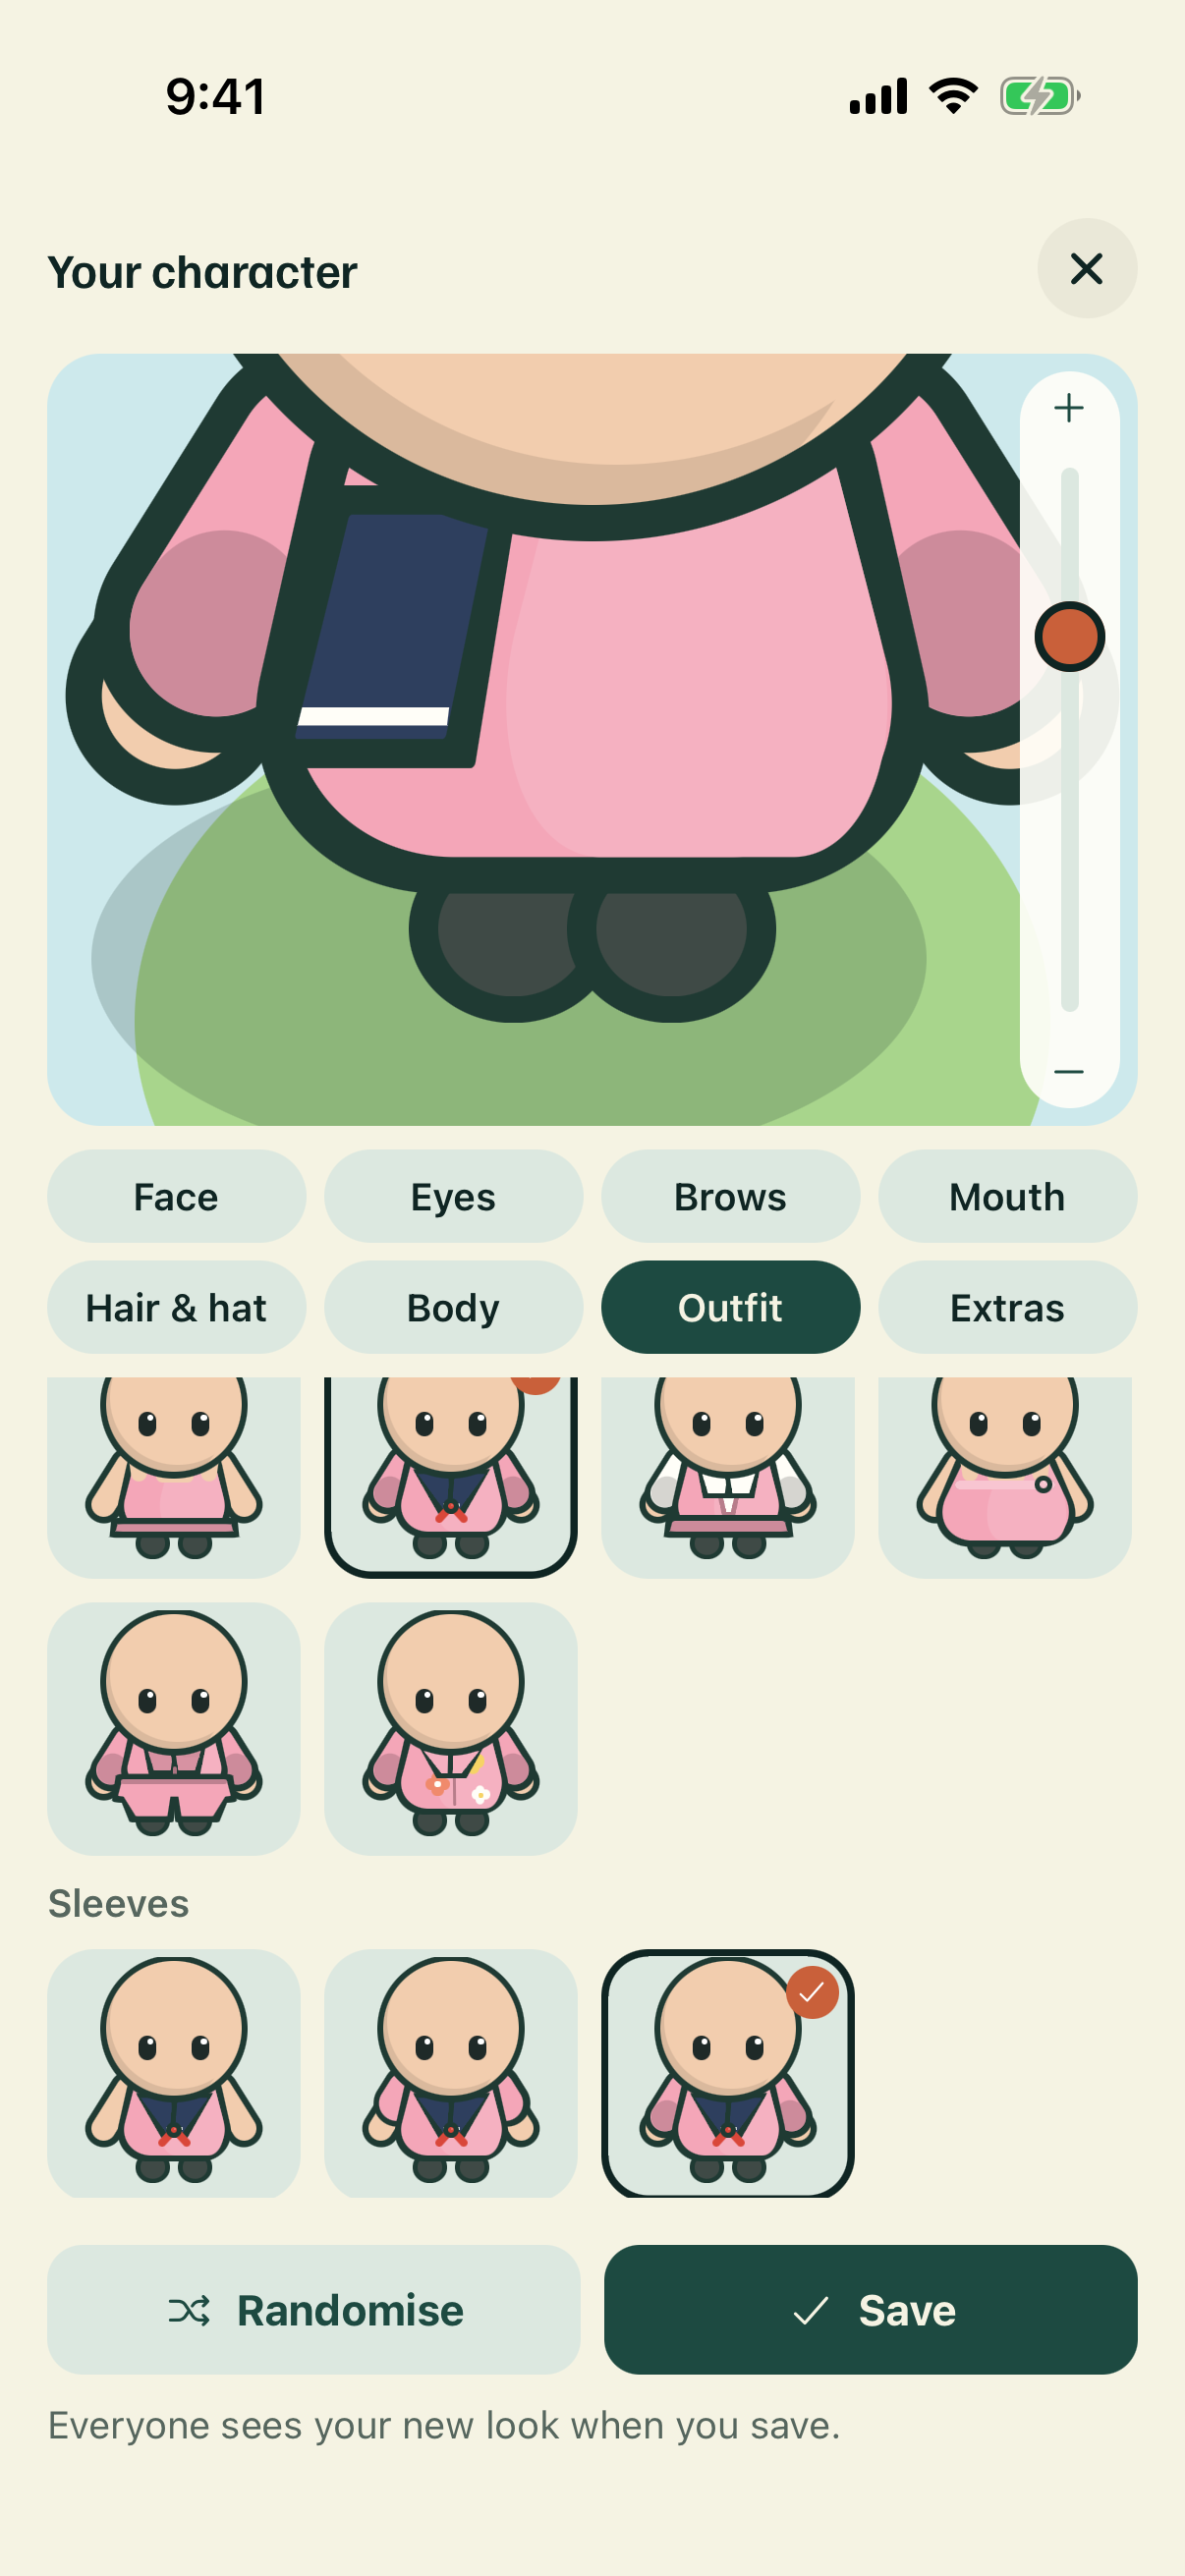 9:41
Your character
Face
Eyes
Brows
Mouth
Hair & hat
Body
Outfit
Extras
Sleeves
Randomise
Save
Everyone sees your new look when you save.